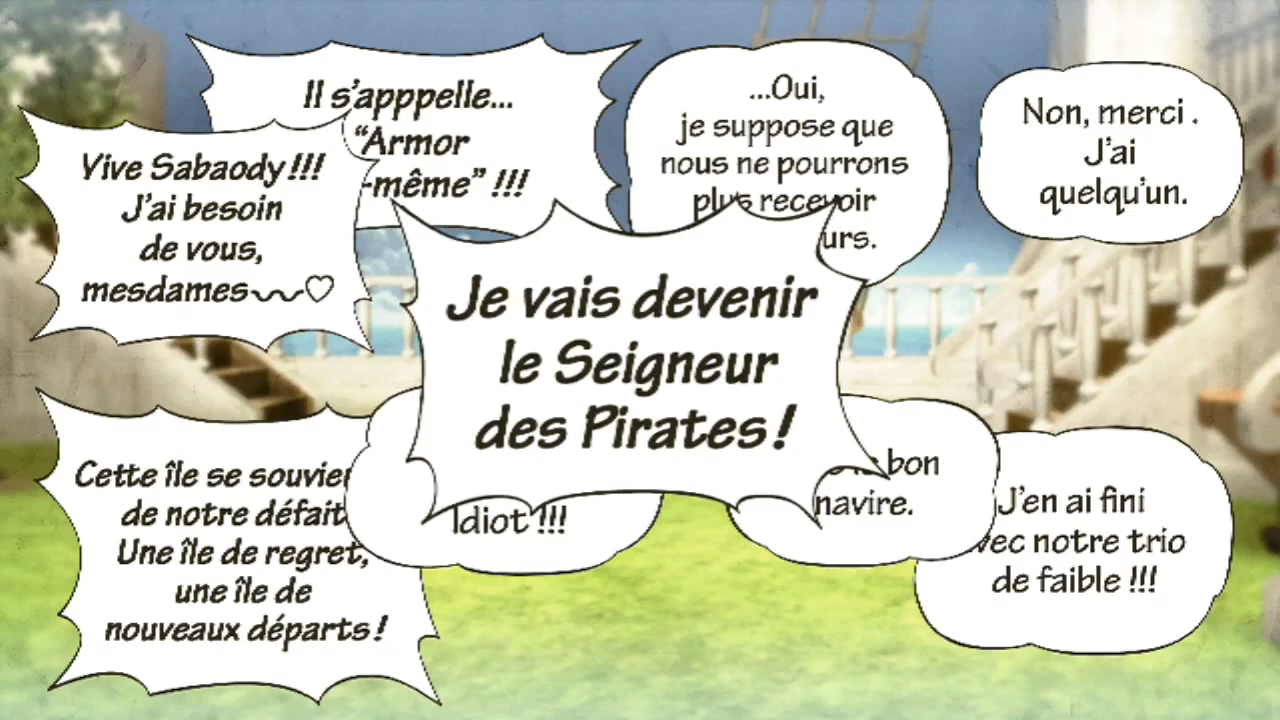 Il s'apppelle...
“Armor
-même” !!!
Vive Sabaody !!!
J'ai besoin
de vous,
mesdames〰♡
...Oui,
je suppose que
nous ne pourrons
plus recevoir
urs.
Non, merci .
J'ai
quelqu'un.
Je vais devenir
le Seigneur
des Pirates !
Cette île se souvie
de notre défait
Une île de regret,
une île de
nouveaux départs !
Idiot !!!
bon
navire.
J'en ai fini
vec notre trio
de faible !!!